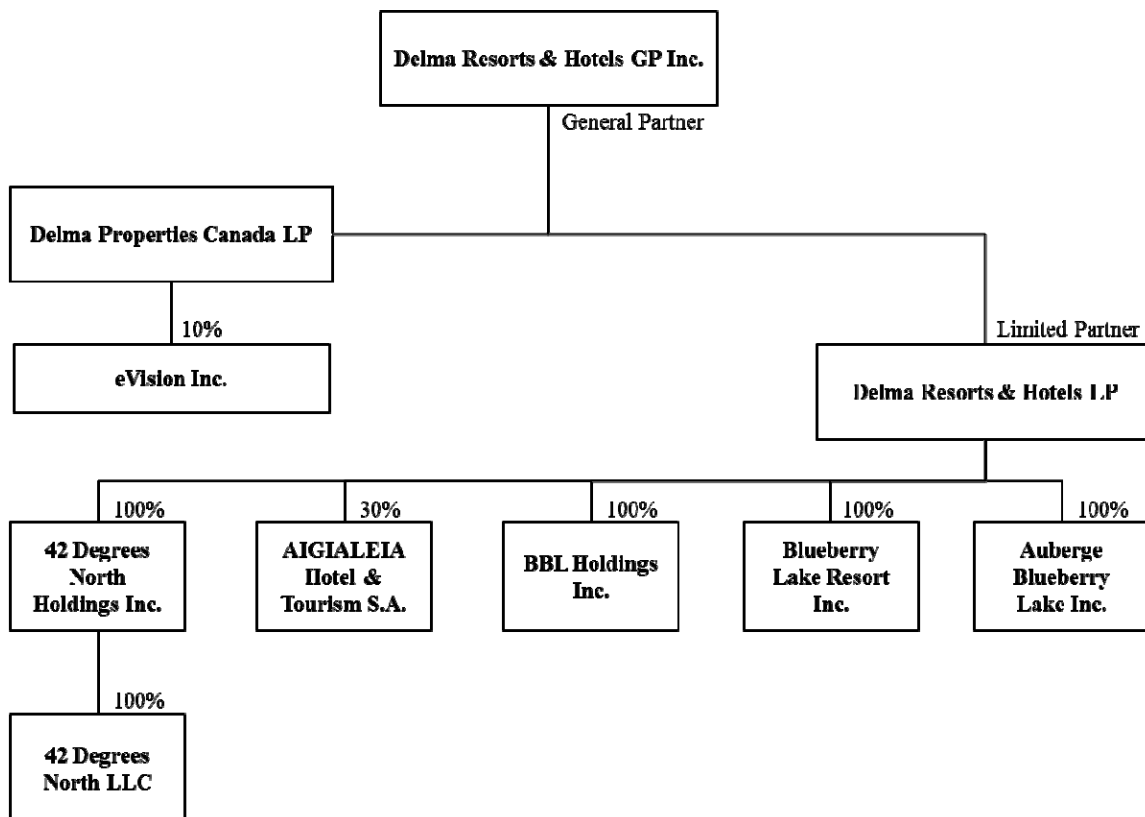 Delma Resorts & Hotels GP Inc.
General Partner
Delma Properties Canada LP
10%
Limited Partner
eVision Inc.
Delma Resorts & Hotels LP
100%
30%
100%
100%
100%
42 Degrees
North
Holdings Inc.
AIGIALEIA
Hotel &
Tourism S.A.
BBL Holdings
Inc.
Blueberry
Lake Resort
Inc.
Auberge
Blueberry
Lake Inc.
100%
42 Degrees
North LLC